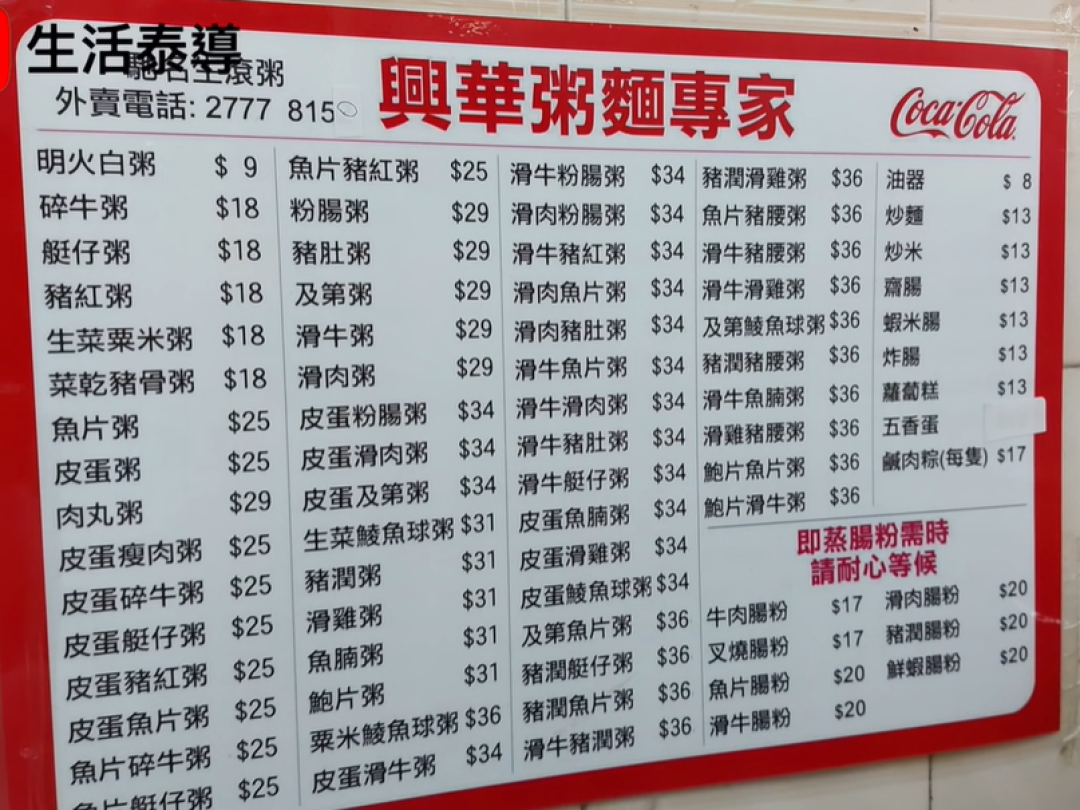 生活泰導
馳名生滾粥
外賣電話: 2777 815
興華粥麵專家
Coca-Cola
明火白粥 $ 9
碎牛粥 $18
艇仔粥 $18
豬紅粥 $18
生菜粟米粥 $18
菜乾豬骨粥 $18
魚片粥 $25
皮蛋粥 $25
肉丸粥 $29
皮蛋瘦肉粥 $25
皮蛋碎牛粥 $25
皮蛋艇仔粥 $25
皮蛋豬紅粥 $25
皮蛋魚片粥 $25
魚片碎牛粥 $25
魚片艇仔粥 $25
魚片豬紅粥 $25
粉腸粥 $29
豬肚粥 $29
及第粥 $29
滑牛粥 $29
滑肉粥 $29
皮蛋粉腸粥 $34
皮蛋滑肉粥 $34
皮蛋及第粥 $34
生菜鯪魚球粥 $31
豬潤粥 $31
滑雞粥 $31
魚腩粥 $31
鮑片粥 $31
粟米鯪魚球粥 $36
皮蛋滑牛粥 $34
滑牛粉腸粥 $34
滑肉粉腸粥 $34
滑牛豬紅粥 $34
滑肉魚片粥 $34
滑肉豬肚粥 $34
滑牛魚片粥 $34
滑牛滑肉粥 $34
滑牛豬肚粥 $34
滑牛艇仔粥 $34
皮蛋魚腩粥 $34
皮蛋滑雞粥 $34
皮蛋鯪魚球粥 $34
及第魚片粥 $36
豬潤艇仔粥 $36
豬潤魚片粥 $36
滑牛豬潤粥 $36
豬潤滑雞粥 $36
魚片豬腰粥 $36
滑牛豬腰粥 $36
滑牛滑雞粥 $36
及第鯪魚球粥 $36
豬潤豬腰粥 $36
滑牛魚腩粥 $36
滑雞豬腰粥 $36
鮑片魚片粥 $36
鮑片滑牛粥 $36
油器 $ 8
炒麵 $13
炒米 $13
齋腸 $13
蝦米腸 $13
炸腸 $13
蘿蔔糕 $13
五香蛋
鹹肉粽(每隻) $17
即蒸腸粉需時
請耐心等候
牛肉腸粉 $17
叉燒腸粉 $17
魚片腸粉 $20
滑牛腸粉 $20
滑肉腸粉 $20
豬潤腸粉 $20
鮮蝦腸粉 $20